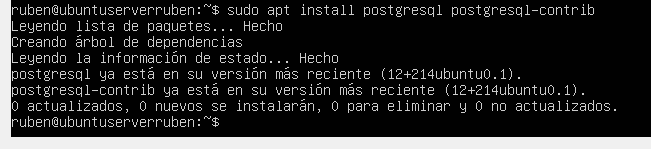 ruben@ubuntuserverruben:~$ sudo apt install postgresql postgresql-contrib
Leyendo lista de paquetes... Hecho
Creando árbol de dependencias
Leyendo la información de estado... Hecho
postgresql ya está en su versión más reciente (12+214ubuntu0.1).
postgresql-contrib ya está en su versión más reciente (12+214ubuntu0.1).
0 actualizados, 0 nuevos se instalarán, 0 para eliminar y 0 no actualizados.
ruben@ubuntuserverruben:~$